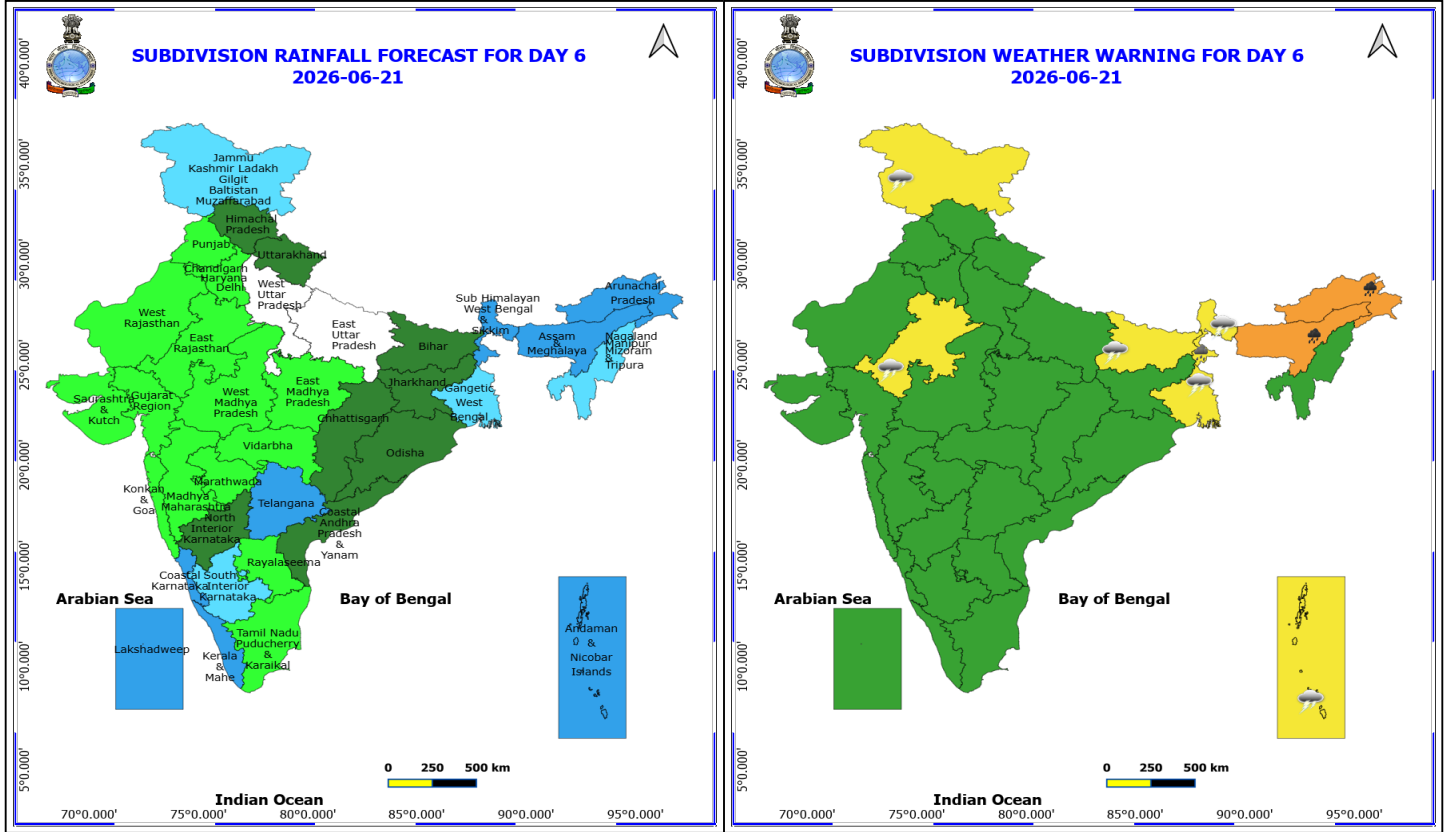 SUBDIVISION RAINFALL FORECAST FOR DAY 6
2026-06-21
40°0.000'
35°0.000'
30°0.000'
25°0.000'
20°0.000'
15°0.000'
10°0.000'
5°0.000'
Jammu
Kashmir Ladakh
Gilgit
Baltistan
Muzaffarabad
Himachal
Pradesh
Punjab
Uttarakhand
Chandigarh
Haryana
Delhi
West
Uttar
Pradesh
West
Rajasthan
East
Rajasthan
East
Uttar
Pradesh
Sub Himalayan
West Bengal
&
Sikkim
Arunachal
Pradesh
Assam
&
Meghalaya
Nagaland
Manipur
Mizoram
&
Tripura
Bihar
Jharkhand
Gangetic
West
Bengal
Saurashtra
&
Kutch
Gujarat
Region
West
Madhya
Pradesh
East
Madhya
Pradesh
Chhattisgarh
Odisha
Vidarbha
Marathwada
Konkan
&
Goa
Madhya
Maharashtra
Telangana
North
Interior
Karnataka
Coastal
Andhra
Pradesh
&
Yanam
Rayalaseema
Coastal
Karnataka
South
Interior
Karnataka
Arabian Sea
Bay of Bengal
Lakshadweep
Kerala
&
Mahe
Tamil Nadu
Puducherry
&
Karaikal
Andaman
&
Nicobar
Islands
0 250 500 km
Indian Ocean
70°0.000' 75°0.000' 80°0.000' 85°0.000' 90°0.000' 95°0.000'
SUBDIVISION WEATHER WARNING FOR DAY 6
2026-06-21
40°0.000'
35°0.000'
30°0.000'
25°0.000'
20°0.000'
15°0.000'
10°0.000'
5°0.000'
Arabian Sea
Bay of Bengal
0 250 500 km
Indian Ocean
70°0.000' 75°0.000' 80°0.000' 85°0.000' 90°0.000' 95°0.000'